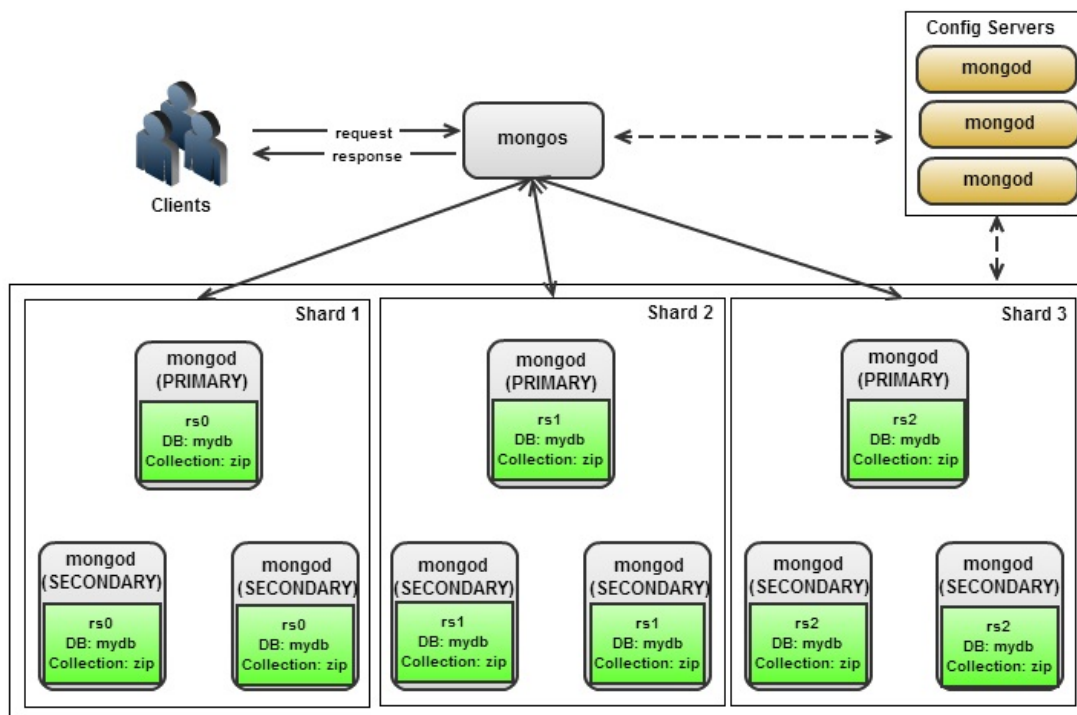 Config Servers
mongod
mongod
mongod
request
response
mongos
Clients
Shard 1
mongod
(PRIMARY)
rs0
DB: mydb
Collection: zip
mongod
(SECONDARY)
rs0
DB: mydb
Collection: zip
mongod
(SECONDARY)
rs0
DB: mydb
Collection: zip
Shard 2
mongod
(PRIMARY)
rs1
DB: mydb
Collection: zip
mongod
(SECONDARY)
rs1
DB: mydb
Collection: zip
mongod
(SECONDARY)
rs1
DB: mydb
Collection: zip
Shard 3
mongod
(PRIMARY)
rs2
DB: mydb
Collection: zip
mongod
(SECONDARY)
rs2
DB: mydb
Collection: zip
mongod
(SECONDARY)
rs2
DB: mydb
Collection: zip